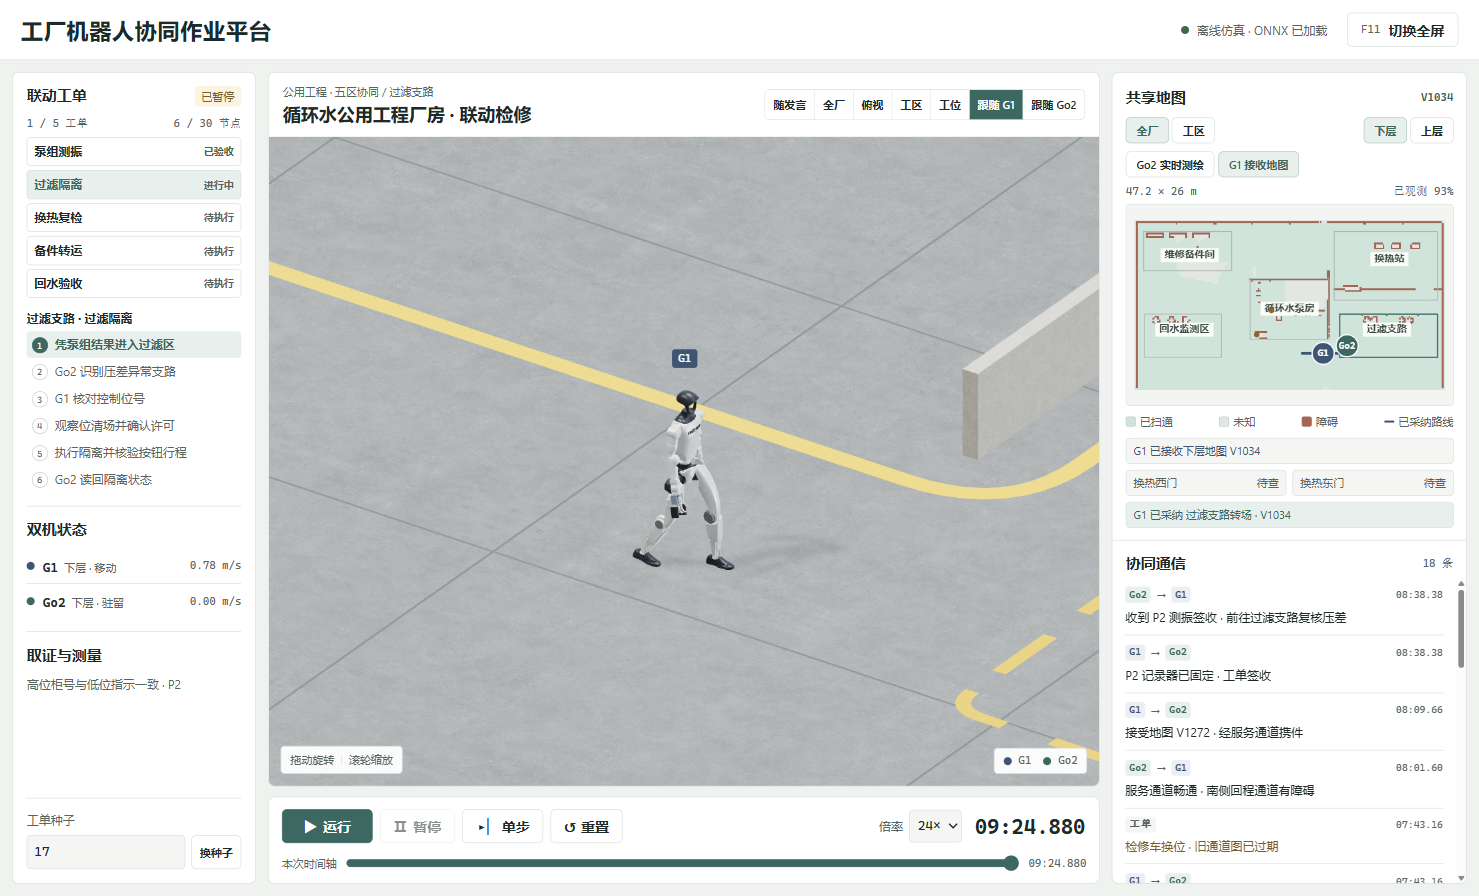 工厂机器人协同作业平台
离线仿真 · ONNX 已加载
F11 切换全屏
联动工单
已暂停
1 / 5 工单
6 / 30 节点
泵组测振 已验收
过滤隔离 进行中
换热复检 待执行
备件转运 待执行
回水验收 待执行
过滤支路 · 过滤隔离
1 凭泵组结果进入过滤区
2 Go2 识别压差异常支路
3 G1 核对控制位号
4 观察位清场并确认许可
5 执行隔离并核验按钮行程
6 Go2 读回隔离状态
双机状态
G1 下层 · 移动 0.78 m/s
Go2 下层 · 驻留 0.00 m/s
取证与测量
高位柜号与低位指示一致 · P2
工单种子
17
换种子
公用工程 · 五区协同 / 过滤支路
循环水公用工程厂房 · 联动检修
随发言 全厂 俯视 工区 工位 跟随 G1 跟随 Go2
G1
拖动旋转 滚轮缩放
G1 Go2
运行 暂停 单步 重置
倍率 24× 09:24.880
本次时间轴 09:24.880
共享地图 V1034
全厂 工区 下层 上层
Go2 实时测绘 G1 接收地图
47.2 × 26 m 已观测 93%
维修备件间
换热站
循环水泵房
回水监测区
过滤支路
G1
Go2
已扫通 未知 障碍 已采纳路线
G1 已接收下层地图 V1034
换热西门 待查 换热东门 待查
G1 已采纳 过滤支路转场 · V1034
协同通信 18 条
Go2 → G1 08:38.38
收到 P2 测振签收 · 前往过滤支路复核压差
G1 → Go2 08:38.38
P2 记录器已固定 · 工单签收
G1 → Go2 08:09.66
接受地图 V1272 · 经服务通道携件
Go2 → G1 08:01.60
服务通道畅通 · 南侧回程通道有障碍
工单 07:43.16
检修车换位 · 旧通道图已过期
G1 → Go2 07:43.16